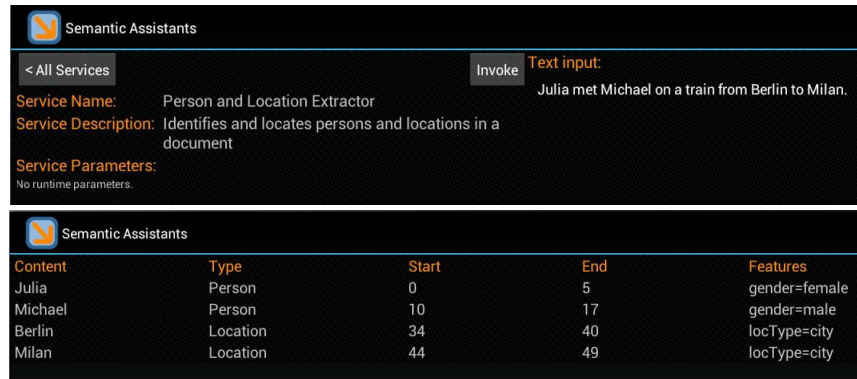 Semantic Assistants
< All Services
Invoke
Text input:
Julia met Michael on a train from Berlin to Milan.
Service Name: Person and Location Extractor
Service Description: Identifies and locates persons and locations in a
document
Service Parameters:
No runtime parameters.
Semantic Assistants
Content Type Start End Features
Julia Person 0 5 gender=female
Michael Person 10 17 gender=male
Berlin Location 34 40 locType=city
Milan Location 44 49 locType=city